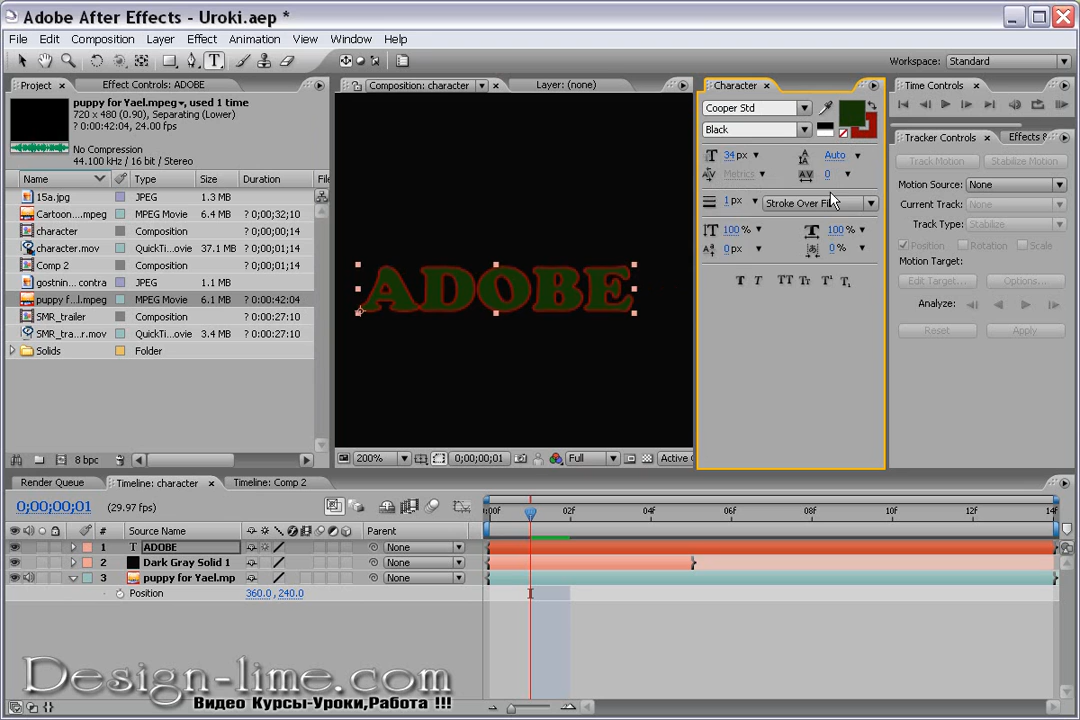 Adobe After Effects - Uroki.aep *
File Edit Composition Layer Effect Animation View Window Help
Workspace: Standard
Project Effect Controls: ADOBE
Composition: character
Layer: (none)
Character
Time Controls
puppy for Yael.mpeg, used 1 time
720 x 480 (0.90), Separating (Lower)
? 0:00:42:04, 24.00 fps
No Compression
44.100 kHz / 16 bit / Stereo
Name Type Size Duration File
15a.jpg JPEG 1.3 MB
Cartoon....mpeg MPEG Movie 6.4 MB ? 0;00;32;10
character Composition ? 0;00;00;14
character.mov QuickTi...ovie 37.1 MB ? 0;00;01;14
Comp 2 Composition ? 0;00;01;14
gostnin... contra JPEG 1.1 MB
puppy f...l.mpeg MPEG Movie 6.1 MB ? 0:00:42:04
SMR_trailer Composition ? 0:00:27:10
SMR_tra...r.mov QuickTi...ovie 3.4 MB ? 0:00:27:10
Solids Folder
8 bpc
ADOBE
200% 0;00;00;01 Full Active
Cooper Std
Black
34 px Auto
Metrics 0
1 px Stroke Over Fill
100 % 100 %
0 px 0 %
T T TT Tr T¹ T₁
Tracker Controls Effects &
Track Motion Stabilize Motion
Motion Source: None
Current Track: None
Track Type: Stabilize
Position Rotation Scale
Motion Target:
Edit Target... Options...
Analyze:
Reset Apply
Render Queue Timeline: character Timeline: Comp 2
0;00;00;01 (29.97 fps)
:00F 02F 04F 06F 08F 10F 12F 14F
# Source Name Parent
1 T ADOBE None
2 Dark Gray Solid 1 None
3 puppy for Yael.mp None
Position 360.0, 240.0
Design-lime.com
Видео Курсы-Уроки,Работа !!!